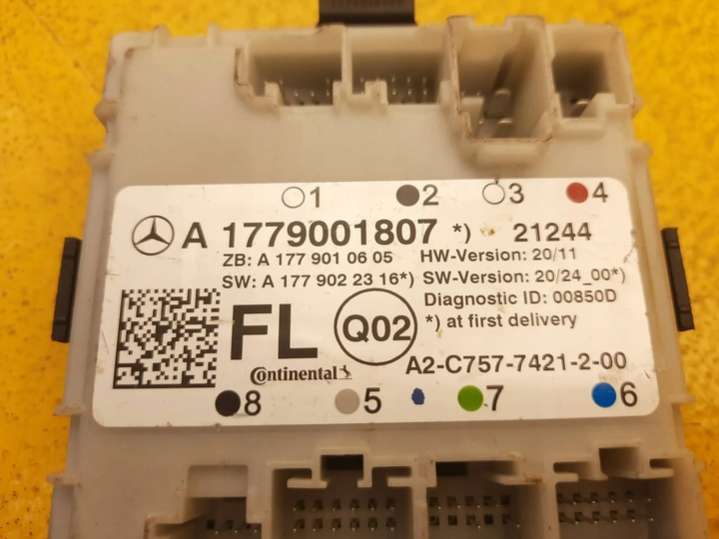 1 2 3 4
A 1779001807 *) 21244
ZB: A 177 901 06 05 HW-Version: 20/11
SW: A 177 902 23 16*) SW-Version: 20/24_00*)
Diagnostic ID: 00850D
FL Q02 *) at first delivery
Continental A2-C757-7421-2-00
8 5 7 6